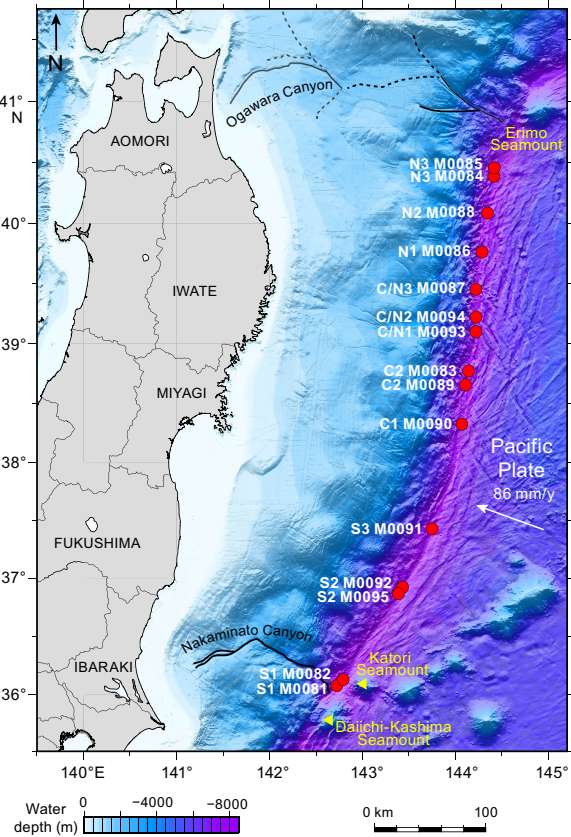 N
41°
N
Ogawara Canyon
Erimo
Seamount
AOMORI
N3 M0085
N3 M0084
40°
N2 M0088
N1 M0086
IWATE
C/N3 M0087
C/N2 M0094
C/N1 M0093
39°
C2 M0083
MIYAGI
C2 M0089
C1 M0090
Pacific
Plate
86 mm/y
38°
S3 M0091
FUKUSHIMA
37°
S2 M0092
S2 M0095
Nakaminato Canyon
IBARAKI
Katori
Seamount
S1 M0082
S1 M0081
36°
Daiichi-Kashima
Seamount
140°E
141°
142°
143°
144°
145°
Water
depth (m)
0
−4000
−8000
0 km
100